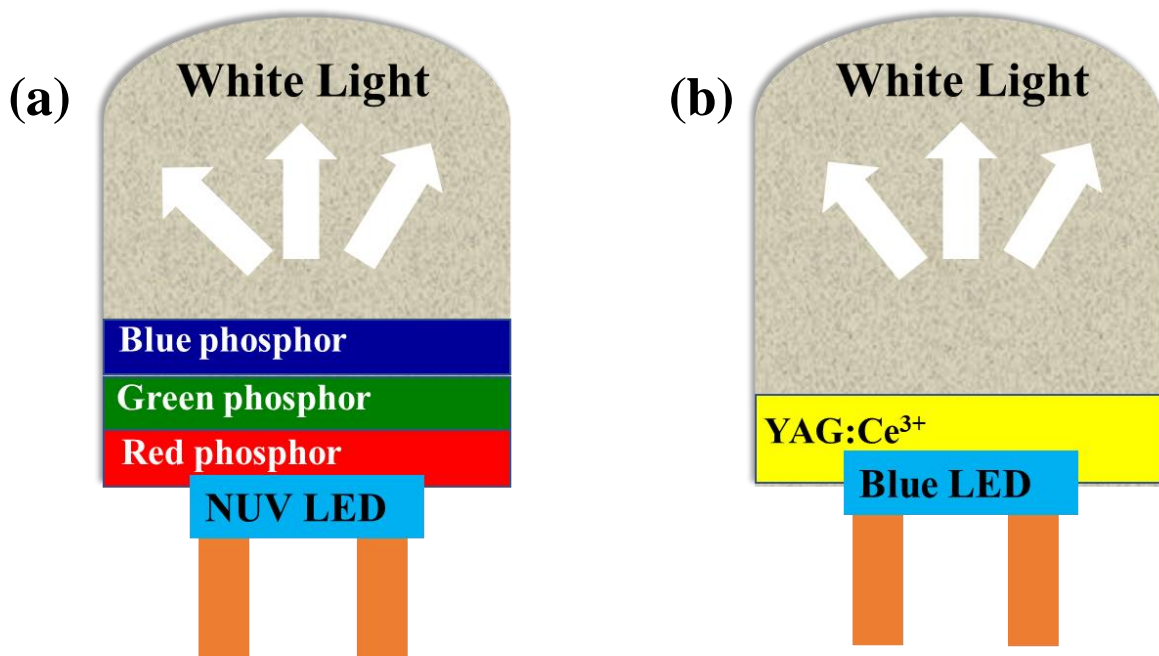 (a)
White Light
Blue phosphor
Green phosphor
Red phosphor
NUV LED
(b)
White Light
YAG:Ce³⁺
Blue LED